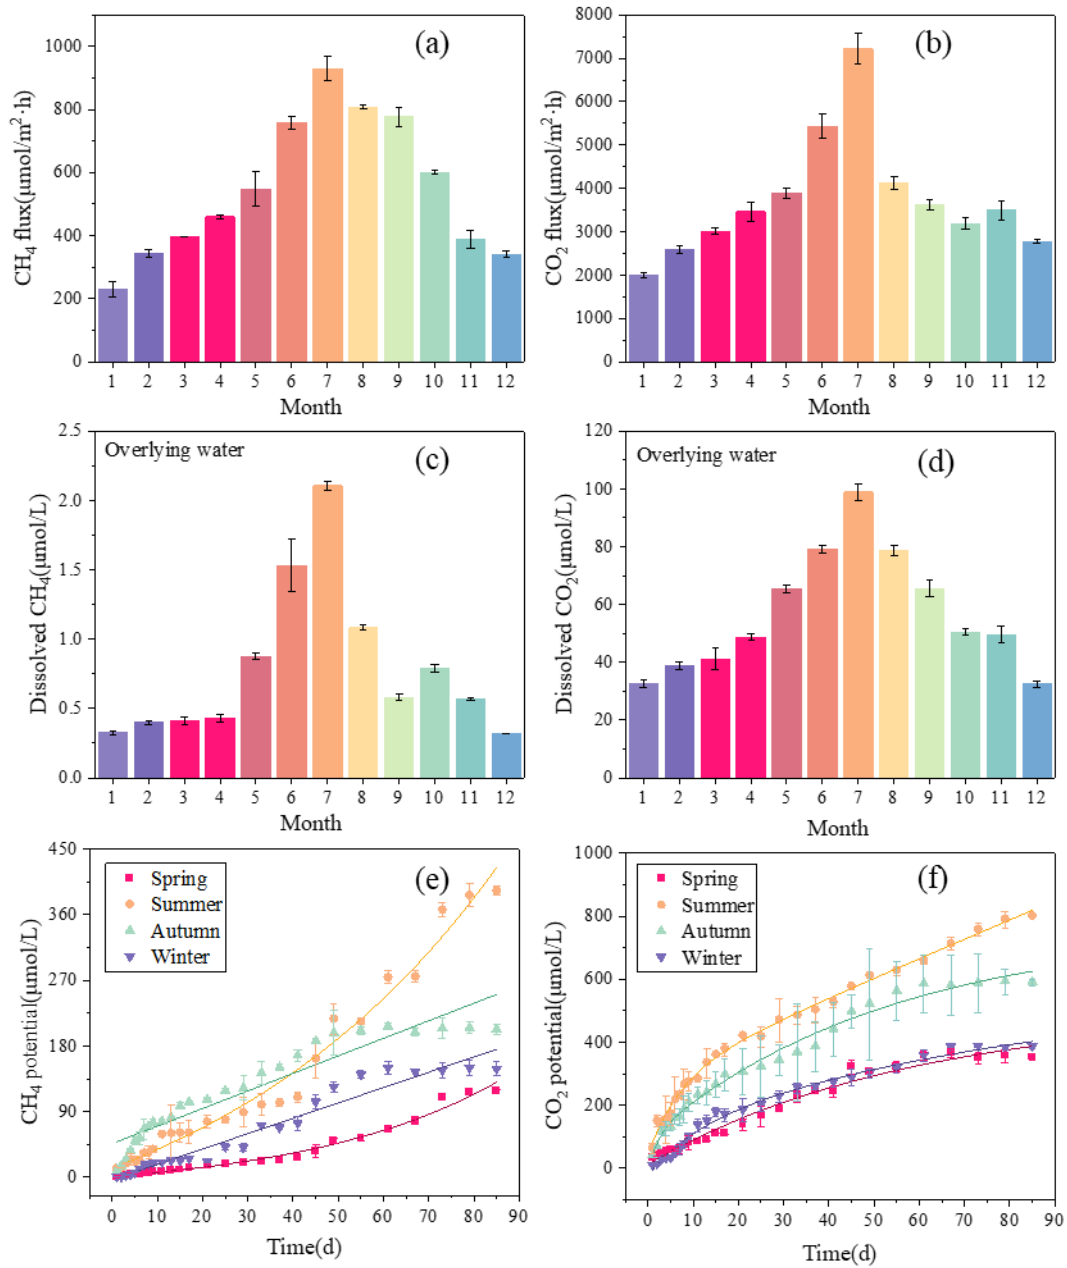 (a)
CH4 flux(μmol/m²·h)
1000
800
600
400
200
0
1 2 3 4 5 6 7 8 9 10 11 12
Month
(b)
CO2 flux(μmol/m²·h)
8000
7000
6000
5000
4000
3000
2000
1000
0
1 2 3 4 5 6 7 8 9 10 11 12
Month
Overlying water
(c)
Dissolved CH4(μmol/L)
2.5
2.0
1.5
1.0
0.5
0.0
1 2 3 4 5 6 7 8 9 10 11 12
Month
Overlying water
(d)
Dissolved CO2(μmol/L)
120
100
80
60
40
20
0
1 2 3 4 5 6 7 8 9 10 11 12
Month
(e)
CH4 potential(μmol/L)
450
360
270
180
90
0
Spring
Summer
Autumn
Winter
0 10 20 30 40 50 60 70 80 90
Time(d)
(f)
CO2 potential(μmol/L)
1000
800
600
400
200
0
Spring
Summer
Autumn
Winter
0 10 20 30 40 50 60 70 80 90
Time(d)